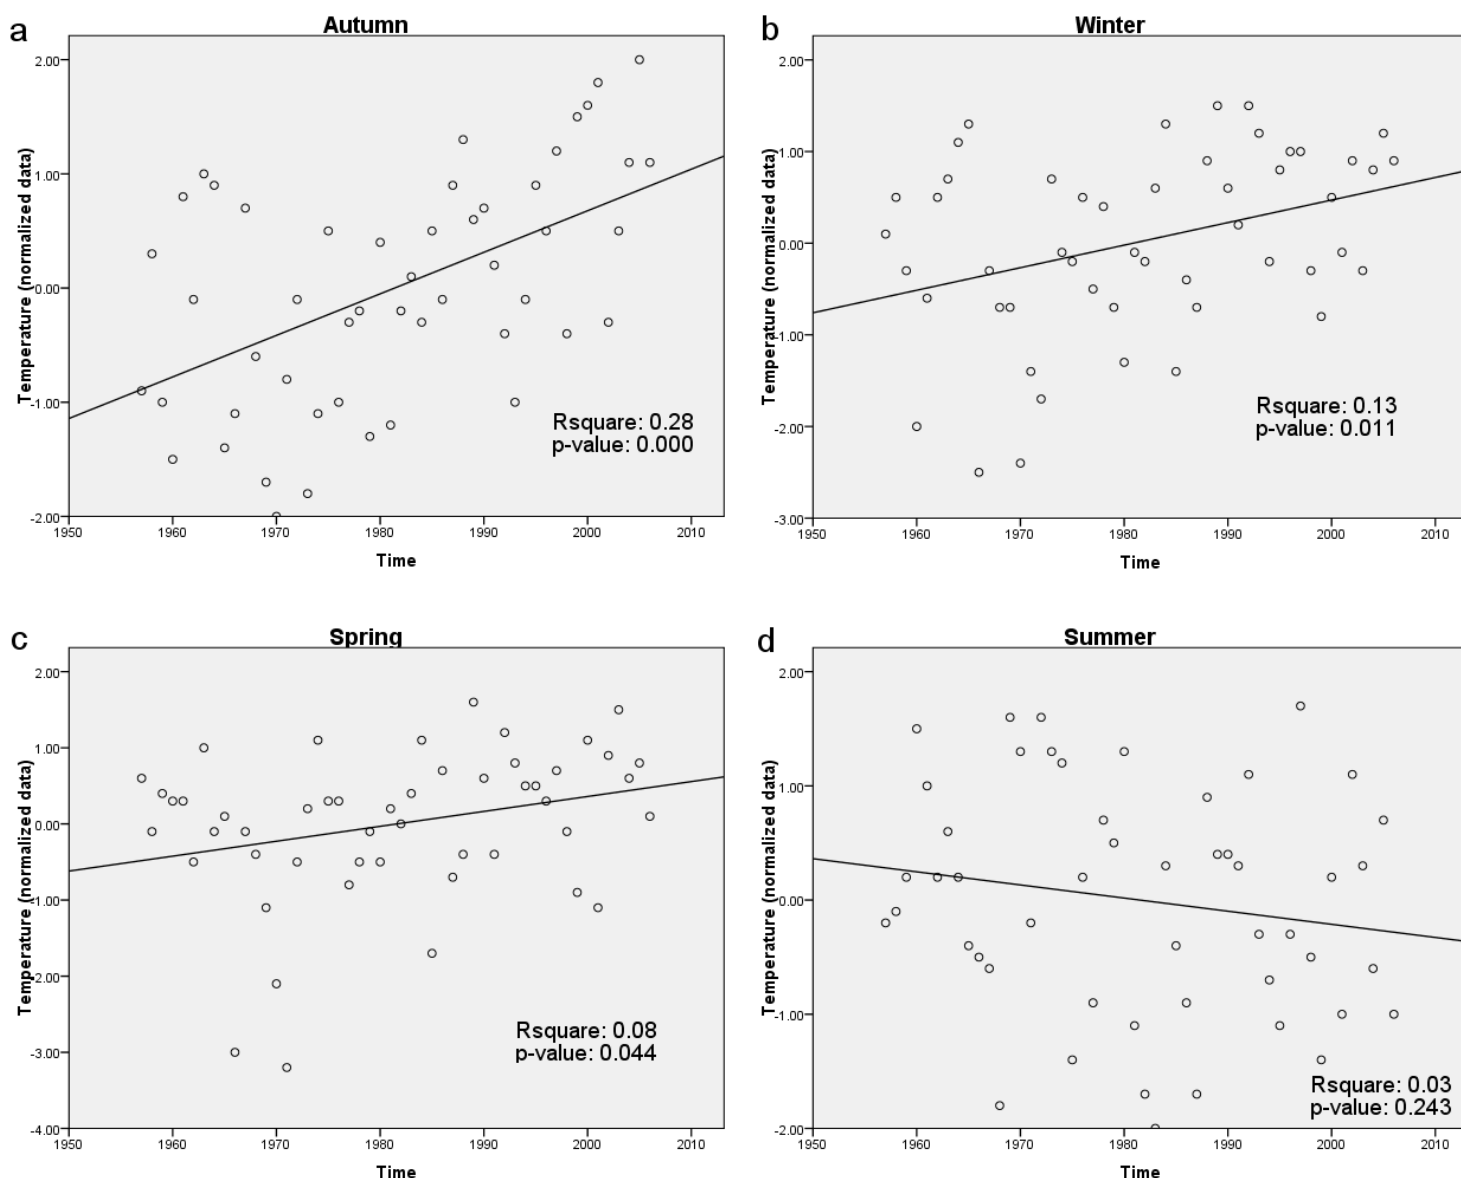 a
Autumn
Temperature (normalized data)
2.00
1.00
0.00
-1.00
-2.00
Rsquare: 0.28
p-value: 0.000
1950 1960 1970 1980 1990 2000 2010
Time
b
Winter
Temperature (normalized data)
2.00
1.00
0.00
-1.00
-2.00
-3.00
Rsquare: 0.13
p-value: 0.011
1950 1960 1970 1980 1990 2000 2010
Time
c
Spring
Temperature (normalized data)
2.00
1.00
0.00
-1.00
-2.00
-3.00
-4.00
Rsquare: 0.08
p-value: 0.044
1950 1960 1970 1980 1990 2000 2010
Time
d
Summer
Temperature (normalized data)
2.00
1.00
0.00
-1.00
-2.00
Rsquare: 0.03
p-value: 0.243
1950 1960 1970 1980 1990 2000 2010
Time